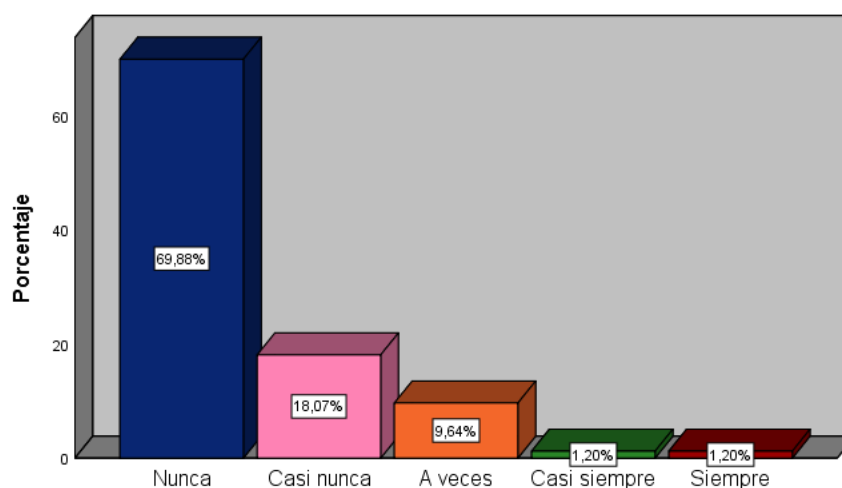 Porcentaje
60
40
20
0
69,88%
18,07%
9,64%
1,20%
1,20%
Nunca
Casi nunca
A veces
Casi siempre
Siempre